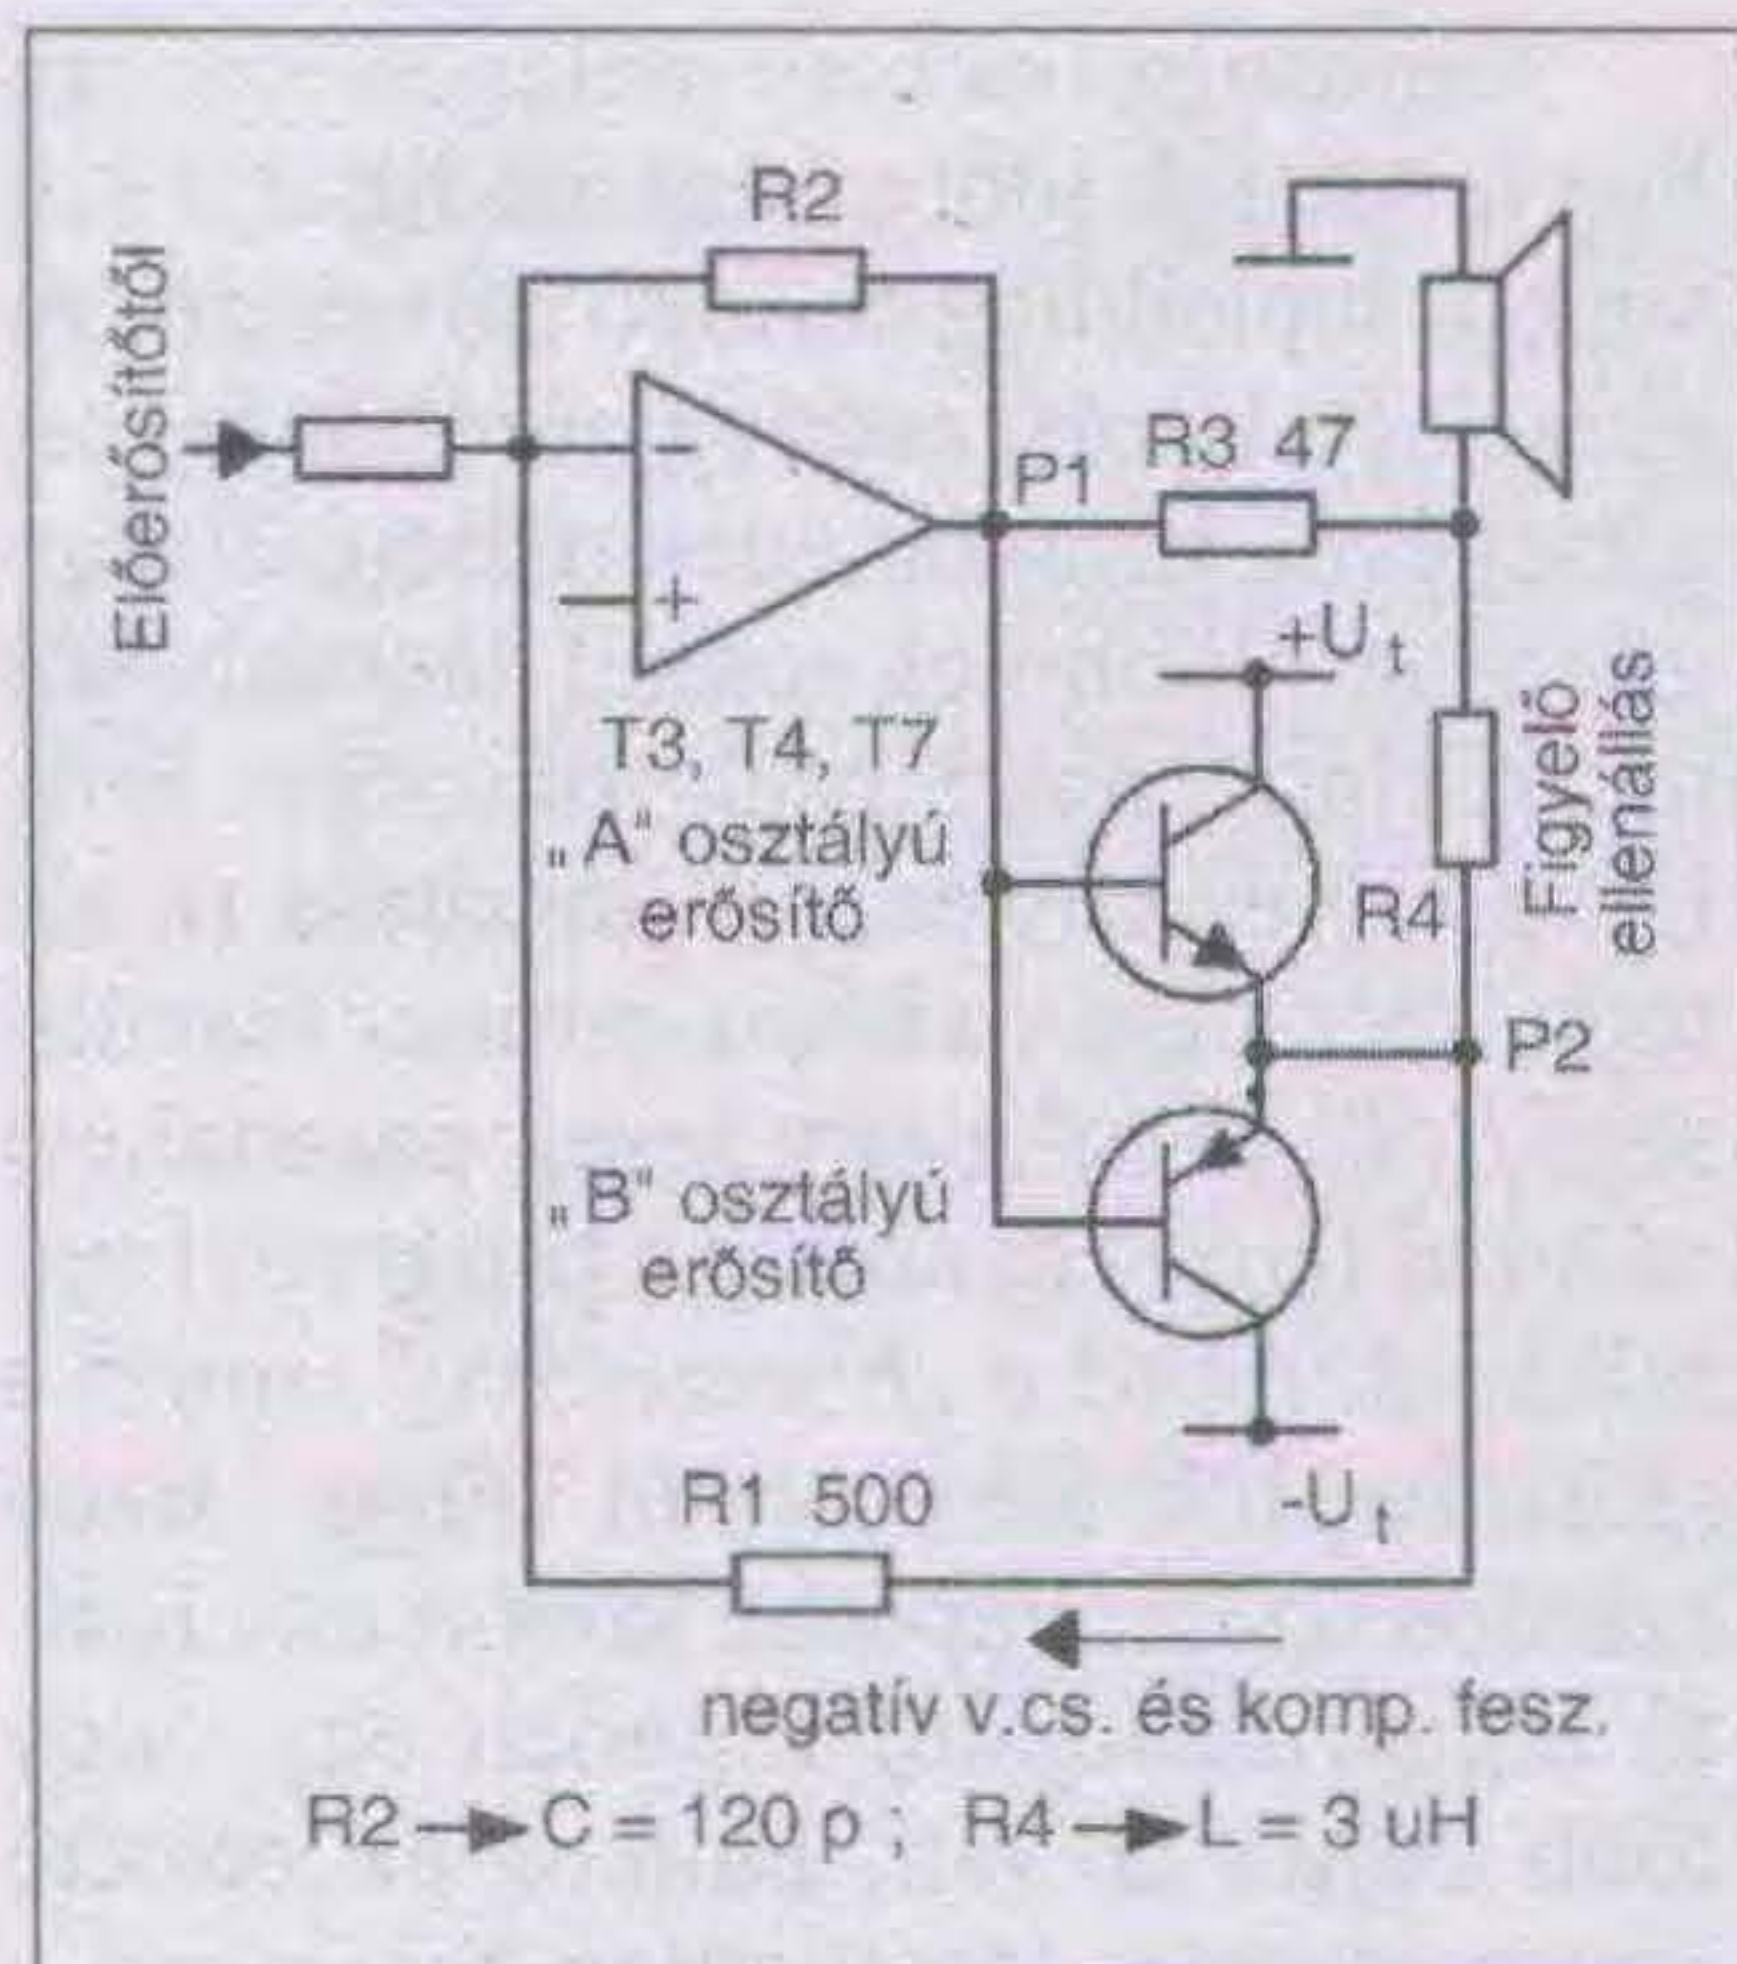 R2
Előerősítőtől
−
+
P1
R3 47
+Ut
T3, T4, T7
„A" osztályú
erősítő
R4
Figyelő
ellenállás
P2
„B" osztályú
erősítő
R1 500
-Ut
negatív v.cs. és komp. fesz.
R2 → C = 120 p ; R4 → L = 3 uH